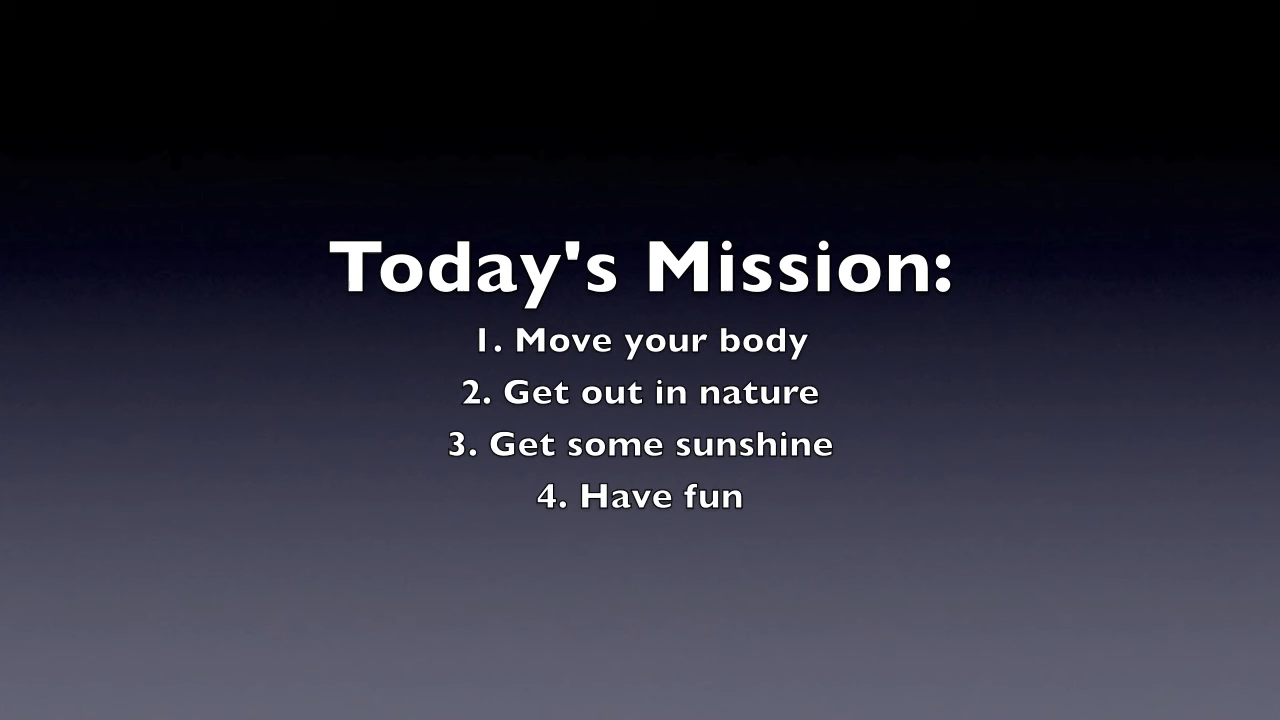 Today's Mission:
1. Move your body
2. Get out in nature
3. Get some sunshine
4. Have fun